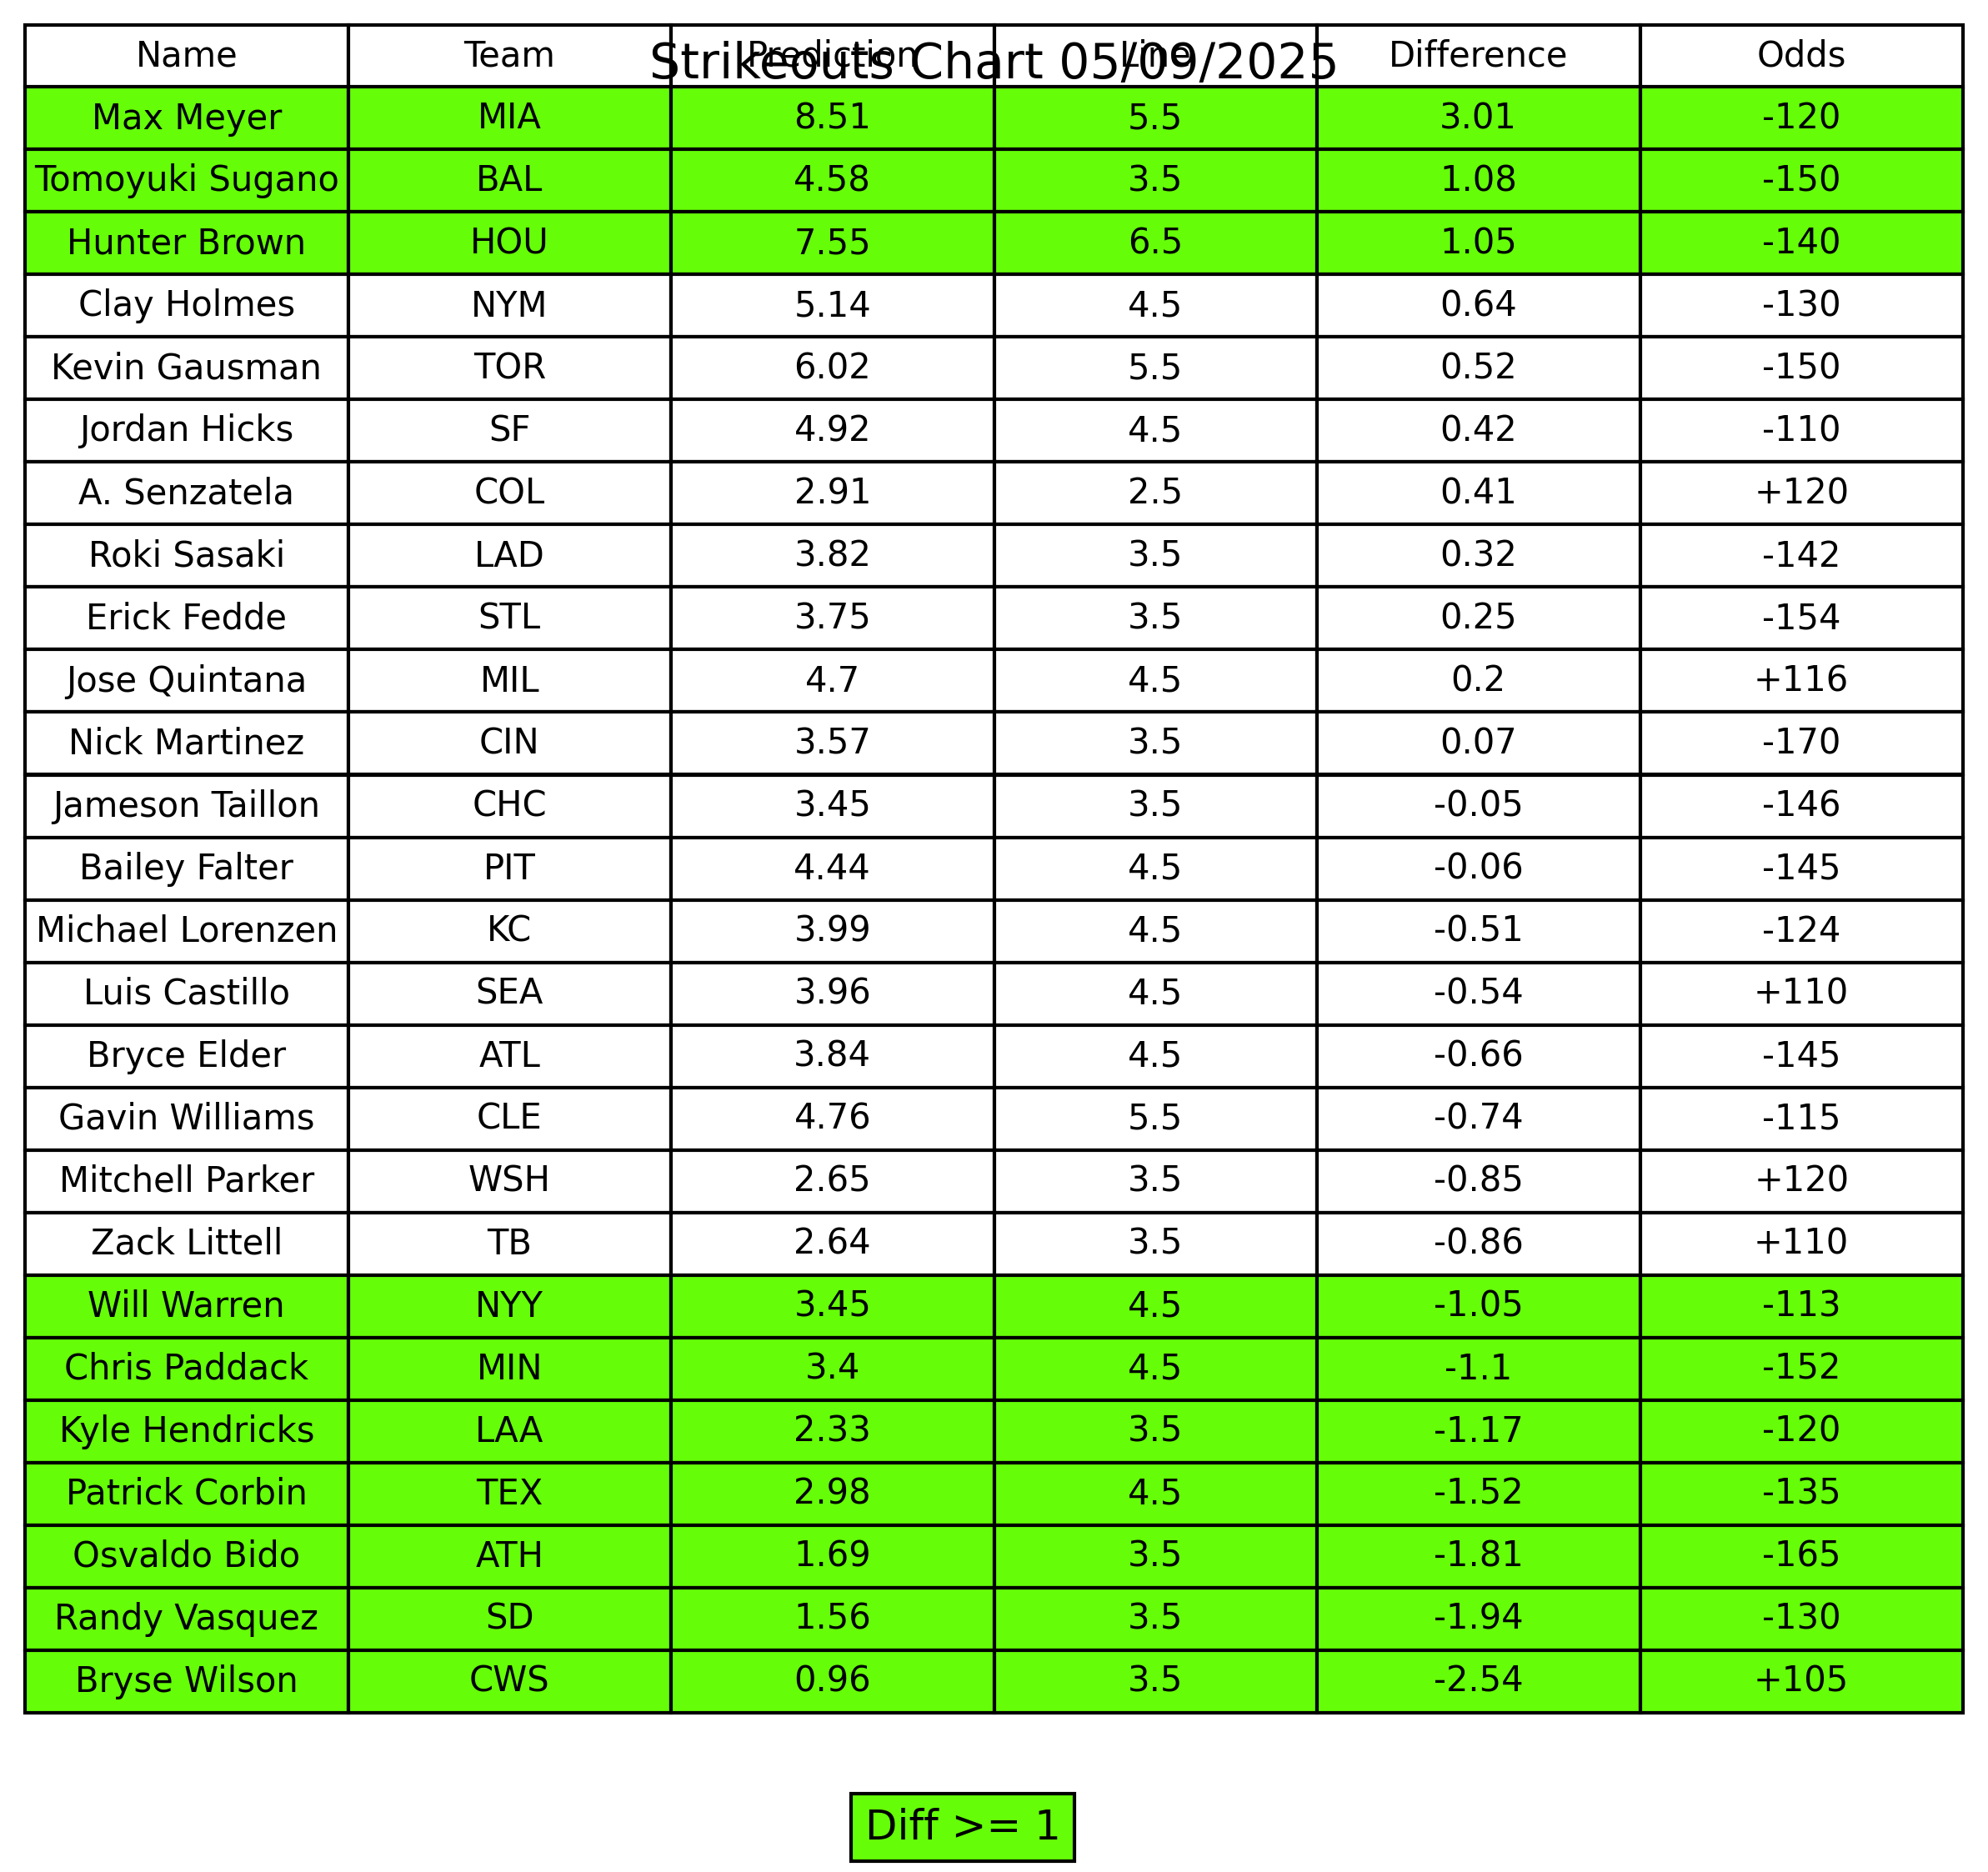 Name Team Prediction Line Difference Odds
Strikeouts Chart 05/09/2025
Max Meyer MIA 8.51 5.5 3.01 -120
Tomoyuki Sugano BAL 4.58 3.5 1.08 -150
Hunter Brown HOU 7.55 6.5 1.05 -140
Clay Holmes NYM 5.14 4.5 0.64 -130
Kevin Gausman TOR 6.02 5.5 0.52 -150
Jordan Hicks SF 4.92 4.5 0.42 -110
A. Senzatela COL 2.91 2.5 0.41 +120
Roki Sasaki LAD 3.82 3.5 0.32 -142
Erick Fedde STL 3.75 3.5 0.25 -154
Jose Quintana MIL 4.7 4.5 0.2 +116
Nick Martinez CIN 3.57 3.5 0.07 -170
Jameson Taillon CHC 3.45 3.5 -0.05 -146
Bailey Falter PIT 4.44 4.5 -0.06 -145
Michael Lorenzen KC 3.99 4.5 -0.51 -124
Luis Castillo SEA 3.96 4.5 -0.54 +110
Bryce Elder ATL 3.84 4.5 -0.66 -145
Gavin Williams CLE 4.76 5.5 -0.74 -115
Mitchell Parker WSH 2.65 3.5 -0.85 +120
Zack Littell TB 2.64 3.5 -0.86 +110
Will Warren NYY 3.45 4.5 -1.05 -113
Chris Paddack MIN 3.4 4.5 -1.1 -152
Kyle Hendricks LAA 2.33 3.5 -1.17 -120
Patrick Corbin TEX 2.98 4.5 -1.52 -135
Osvaldo Bido ATH 1.69 3.5 -1.81 -165
Randy Vasquez SD 1.56 3.5 -1.94 -130
Bryse Wilson CWS 0.96 3.5 -2.54 +105
Diff >= 1